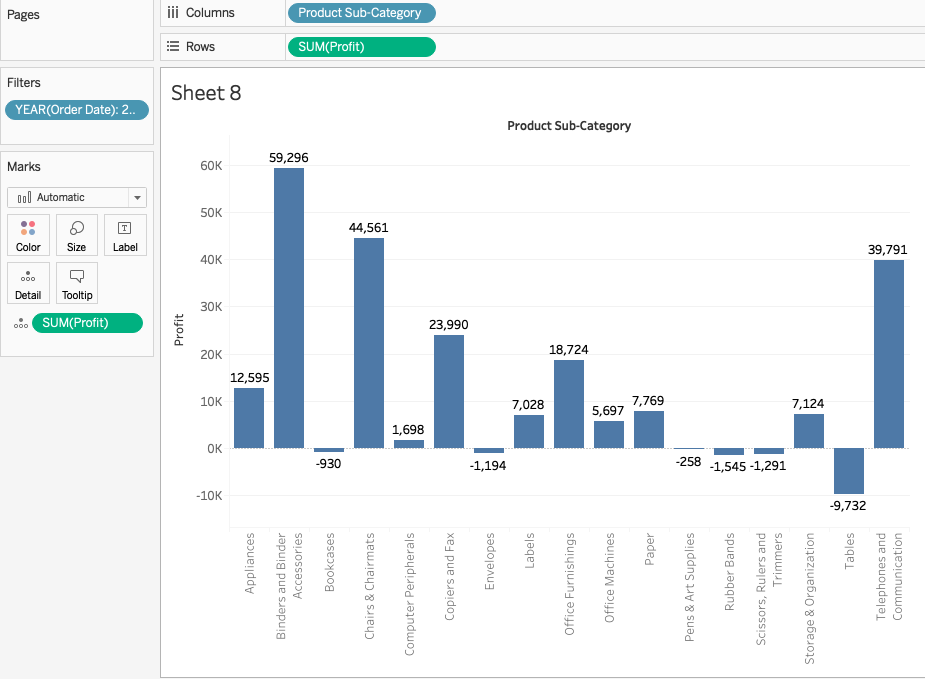 Pages
Columns
Product Sub-Category
Rows
SUM(Profit)
Filters
YEAR(Order Date): 2..
Marks
Automatic
Color
Size
Label
Detail
Tooltip
SUM(Profit)
Sheet 8
Product Sub-Category
Profit
60K
50K
40K
30K
20K
10K
0K
-10K
12,595
59,296
-930
44,561
1,698
23,990
-1,194
7,028
18,724
5,697
7,769
-258
-1,545
-1,291
7,124
-9,732
39,791
Appliances
Binders and Binder
Accessories
Bookcases
Chairs & Chairmats
Computer Peripherals
Copiers and Fax
Envelopes
Labels
Office Furnishings
Office Machines
Paper
Pens & Art Supplies
Rubber Bands
Scissors, Rulers and
Trimmers
Storage & Organization
Tables
Telephones and
Communication